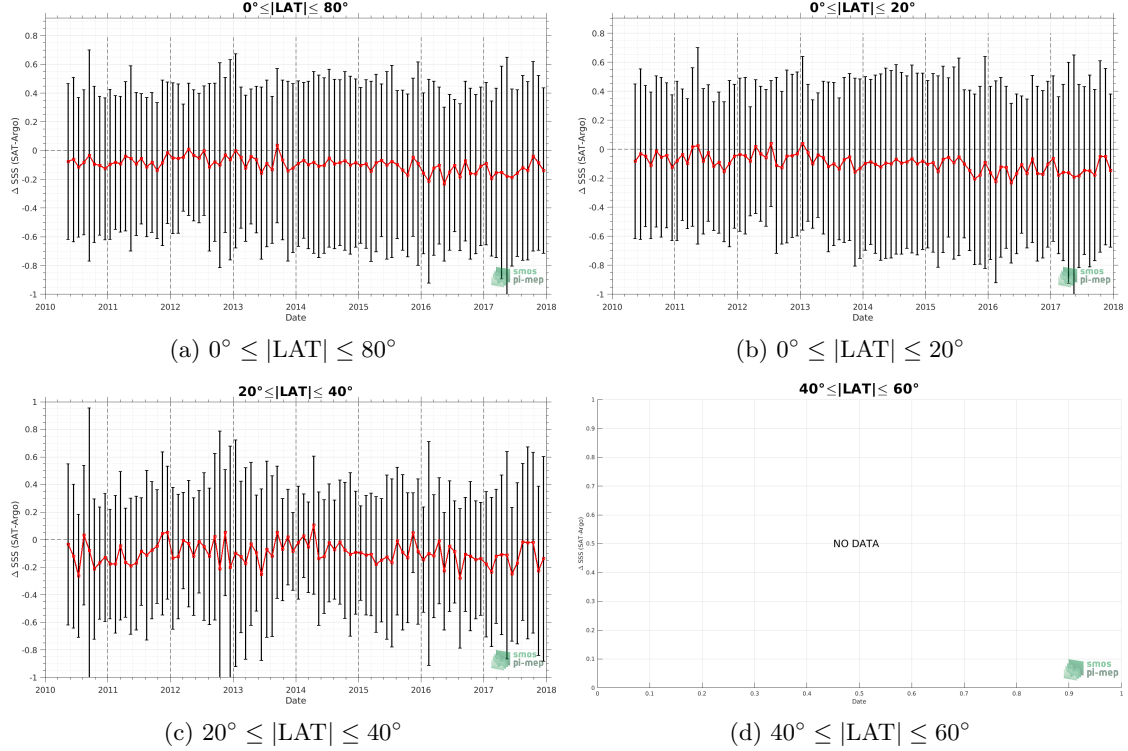 0°≤|LAT|≤ 80°
0.8
0.6
0.4
0.2
0
-0.2
-0.4
-0.6
-0.8
-1
Δ SSS (SAT-Argo)
2010 2011 2012 2013 2014 2015 2016 2017 2018
Date
smos
pi-mep
(a) 0° ≤ |LAT| ≤ 80°
0°≤|LAT|≤ 20°
0.8
0.6
0.4
0.2
0
-0.2
-0.4
-0.6
-0.8
-1
Δ SSS (SAT-Argo)
2010 2011 2012 2013 2014 2015 2016 2017 2018
Date
smos
pi-mep
(b) 0° ≤ |LAT| ≤ 20°
20°≤|LAT|≤ 40°
1
0.8
0.6
0.4
0.2
0
-0.2
-0.4
-0.6
-0.8
-1
Δ SSS (SAT-Argo)
2010 2011 2012 2013 2014 2015 2016 2017 2018
Date
smos
pi-mep
(c) 20° ≤ |LAT| ≤ 40°
40°≤|LAT|≤ 60°
1
0.9
0.8
0.7
0.6
0.5
0.4
0.3
0.2
0.1
0
Δ SSS (SAT-Argo)
NO DATA
0 0.1 0.2 0.3 0.4 0.5 0.6 0.7 0.8 0.9 1
Date
smos
pi-mep
(d) 40° ≤ |LAT| ≤ 60°